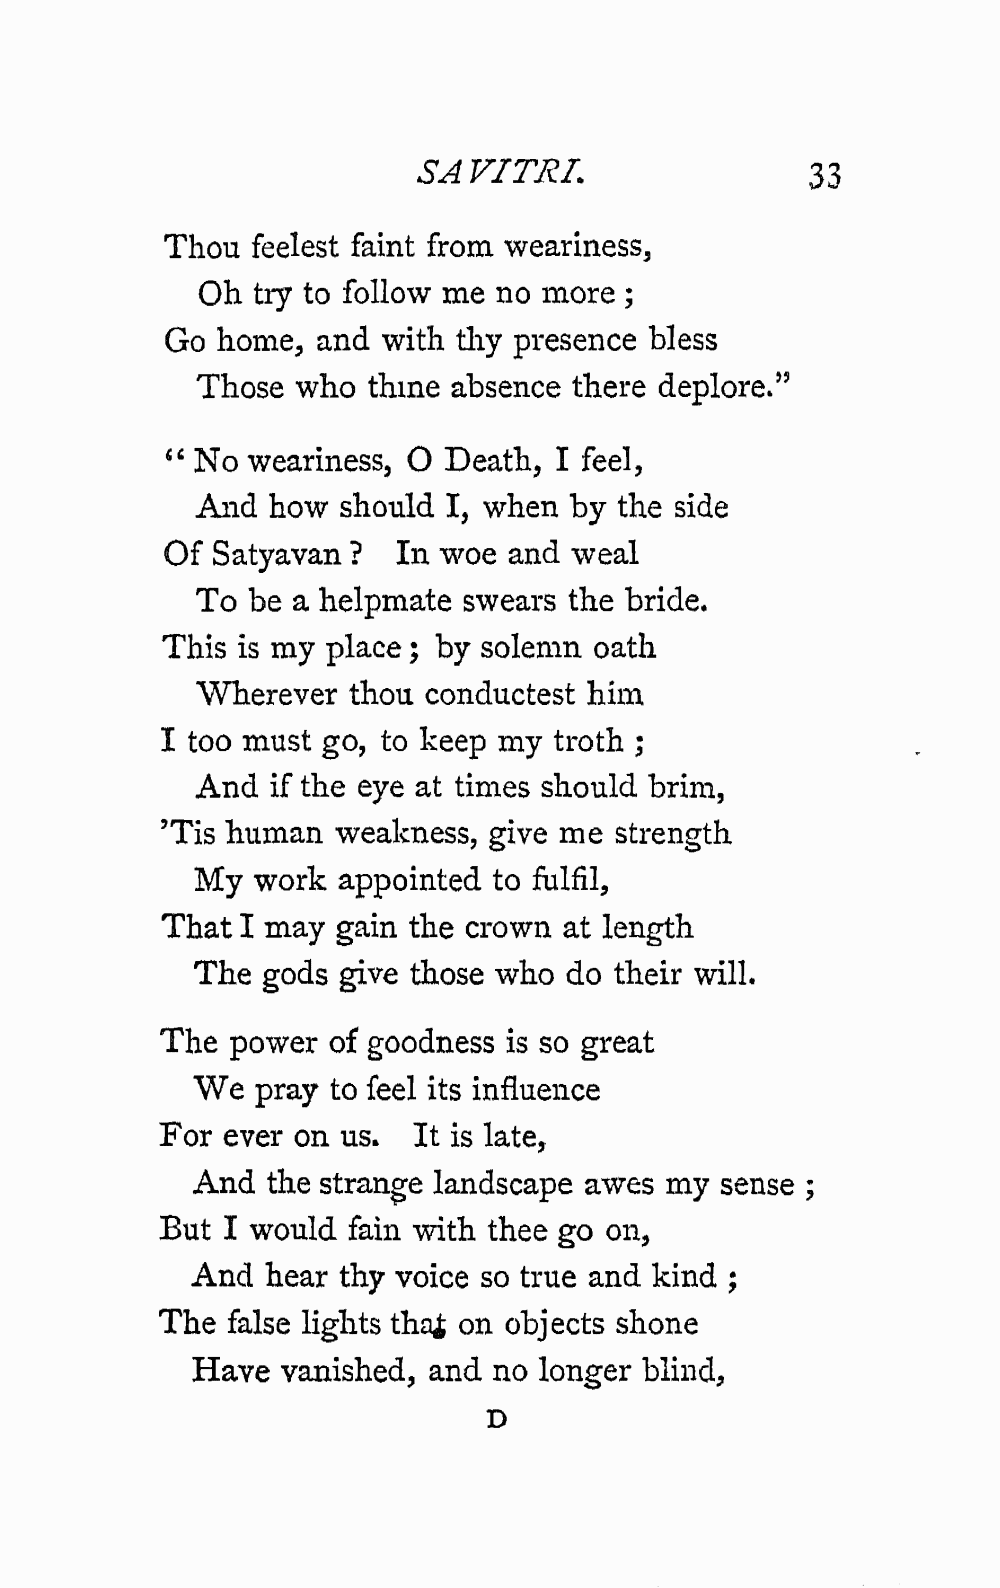 SAVITRI. 33
Thou feelest faint from weariness,
Oh try to follow me no more ;
Go home, and with thy presence bless
Those who thine absence there deplore.”
“ No weariness, O Death, I feel,
And how should I, when by the side
Of Satyavan ? In woe and weal
To be a helpmate swears the bride.
This is my place ; by solemn oath
Wherever thou conductest him
I too must go, to keep my troth ;
And if the eye at times should brim,
’Tis human weakness, give me strength
My work appointed to fulfil,
That I may gain the crown at length
The gods give those who do their will.
The power of goodness is so great
We pray to feel its influence
For ever on us. It is late,
And the strange landscape awes my sense ;
But I would fain with thee go on,
And hear thy voice so true and kind ;
The false lights that on objects shone
Have vanished, and no longer blind,
D